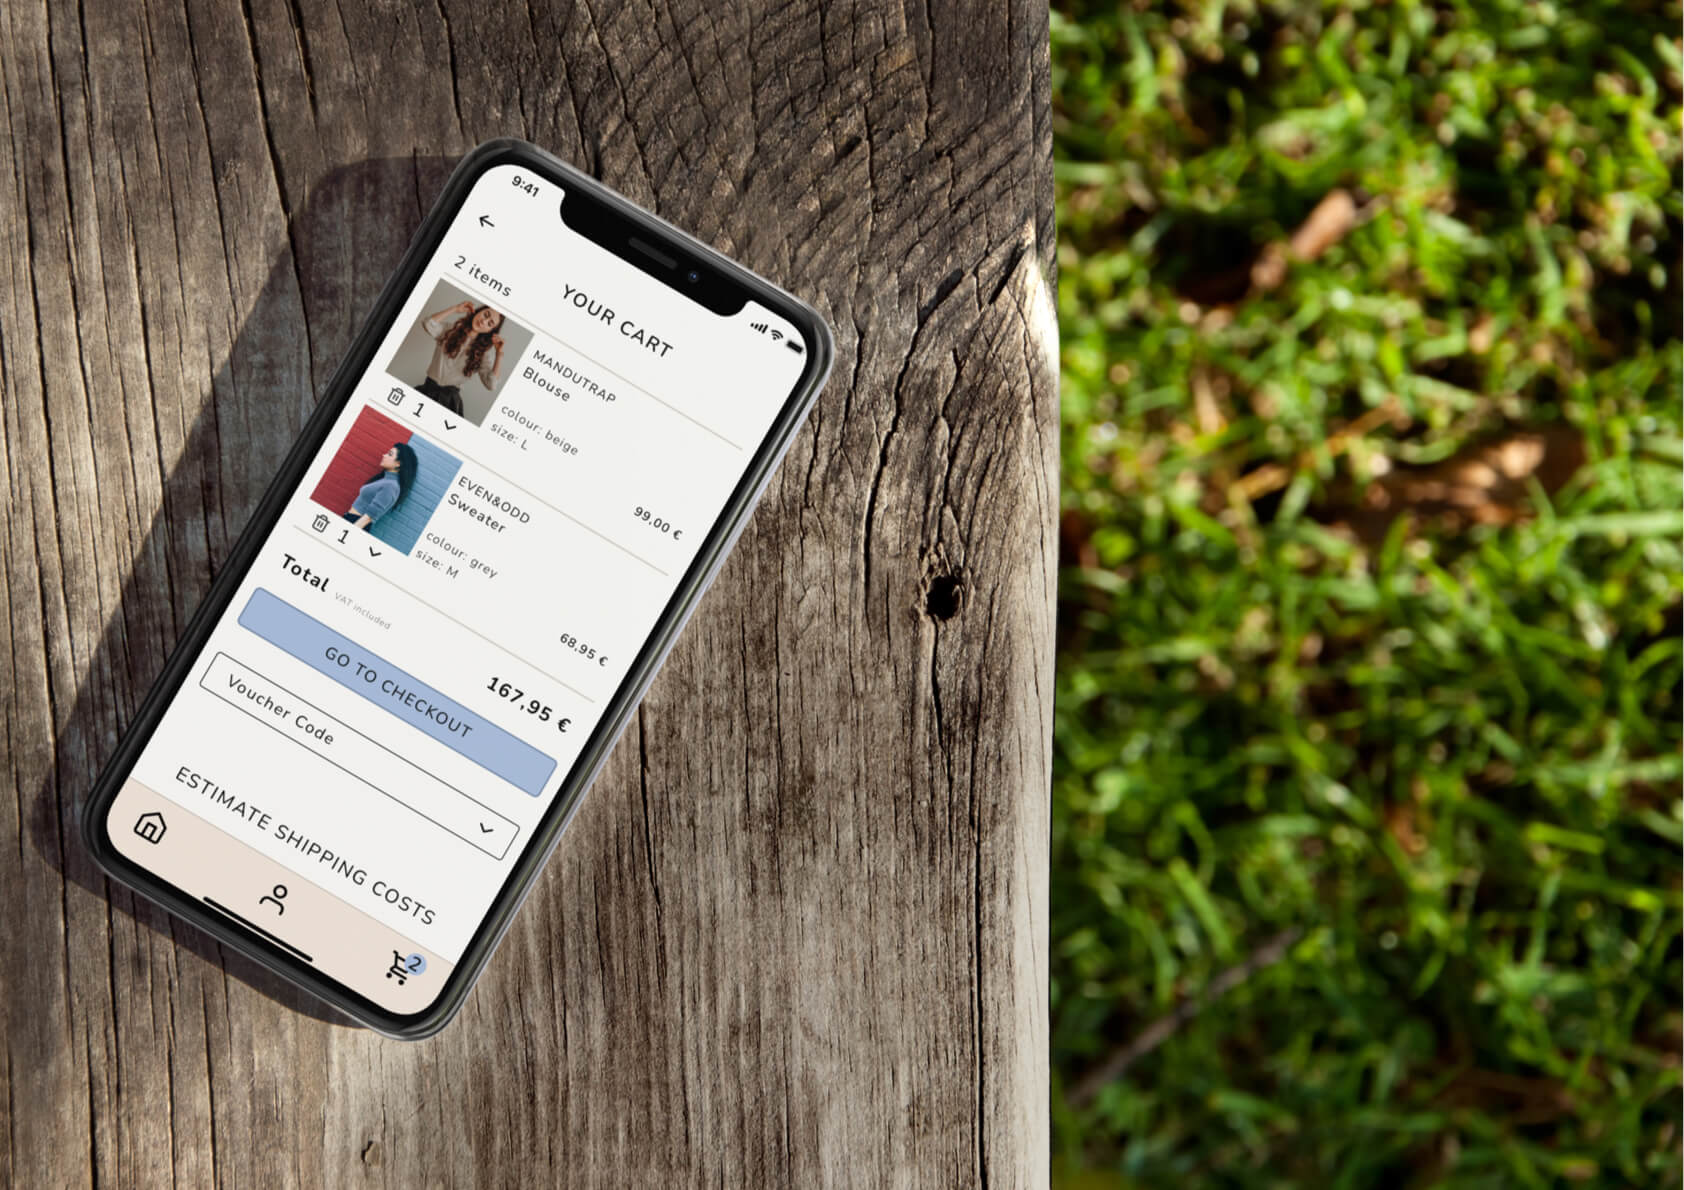 9:41
YOUR CART
2 items
MANDUTRAP
Blouse
colour: beige
size: L
1
99,00 €
EVEN&ODD
Sweater
colour: grey
size: M
1
68,95 €
Total VAT included
167,95 €
GO TO CHECKOUT
Voucher Code
ESTIMATE SHIPPING COSTS
2